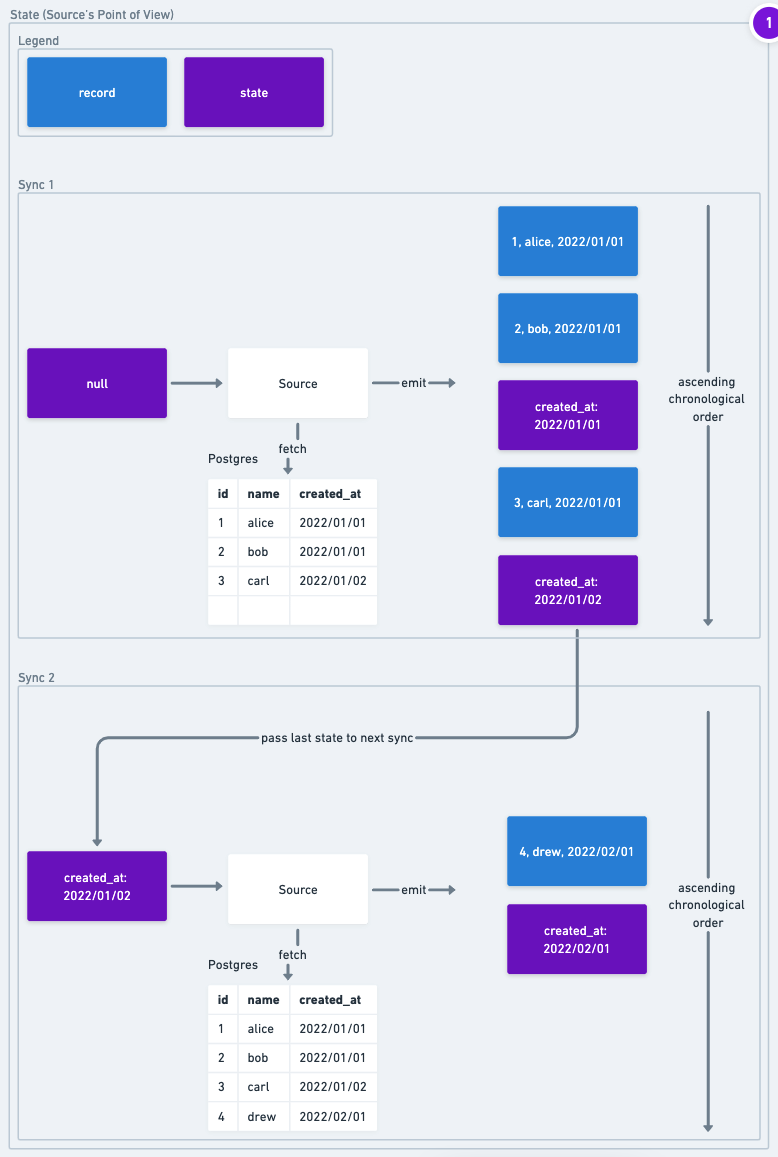 State (Source's Point of View)
1
Legend
record
state
Sync 1
1, alice, 2022/01/01
2, bob, 2022/01/01
null
Source
emit
created_at:
2022/01/01
ascending
chronological
order
fetch
Postgres
id name created_at
1 alice 2022/01/01
2 bob 2022/01/01
3 carl 2022/01/02
3, carl, 2022/01/01
created_at:
2022/01/02
Sync 2
pass last state to next sync
created_at:
2022/01/02
Source
emit
4, drew, 2022/02/01
created_at:
2022/02/01
ascending
chronological
order
fetch
Postgres
id name created_at
1 alice 2022/01/01
2 bob 2022/01/01
3 carl 2022/01/02
4 drew 2022/02/01